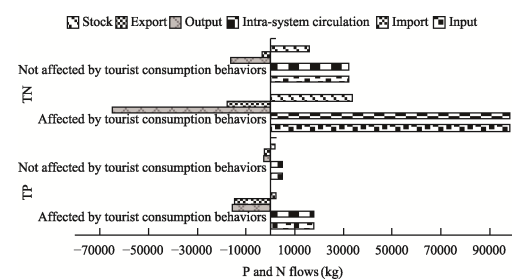 Stock Export Output Intra-system circulation Import Input
TN
Not affected by tourist consumption behaviors
Affected by tourist consumption behaviors
TP
Not affected by tourist consumption behaviors
Affected by tourist consumption behaviors
−70000 −50000 −30000 −10000 10000 30000 50000 70000 90000
P and N flows (kg)